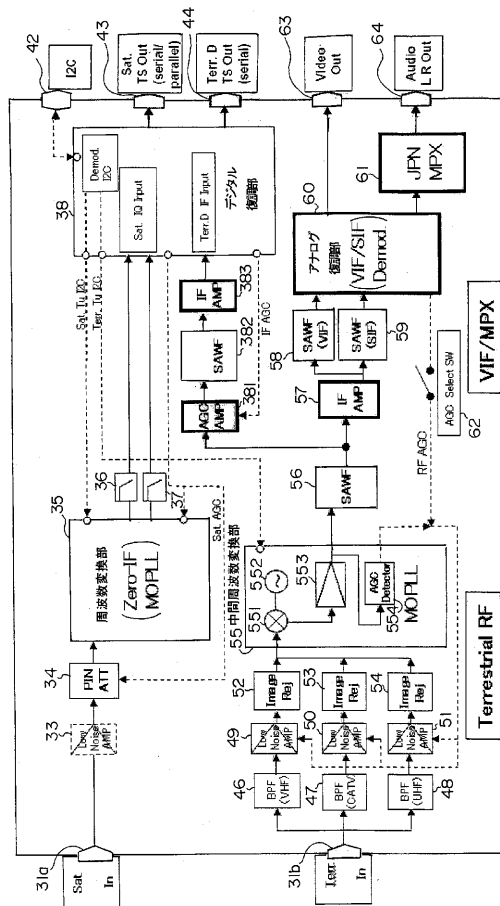 31a
Sat.
In
33
Low
Noise
AMP
34
PIN
ATT
35
周波数変換部
(Zero-IF)
(MOPLL)
36
37
Sat. AGC
Sat. Tu I2C
Terr. Tu I2C
38
Demod.
I2C
Sat. IQ Input
Terr.D IF Input
デジタル
復調部
42
I2C
43
Sat.
TS Out
(serial/
parallel)
44
Terr. D
TS Out
(serial)
AGC
AMP
381
SAWF
382
IF
AMP
383
IF AGC
31b
Terr.
In
46
BPF
(VHF)
47
BPF
(CATV)
48
BPF
(UHF)
49
Low
Noise
AMP
50
Low
Noise
AMP
51
Low
Noise
AMP
52
Image Rej
53
Image Rej
54
Image Rej
55
中間周波数変換部
551
552
553
AGC
Detector
554
MOPLL
56
SAWF
57
IF
AMP
58
SAWF
(VIF)
59
SAWF
(SIF)
60
アナログ
復調部
(VIF/SIF)
(Demod.)
61
JPN
MPX
63
Video
Out
64
Audio
L R Out
RF AGC
AGC Select SW
62
Terrestrial RF
VIF/MPX